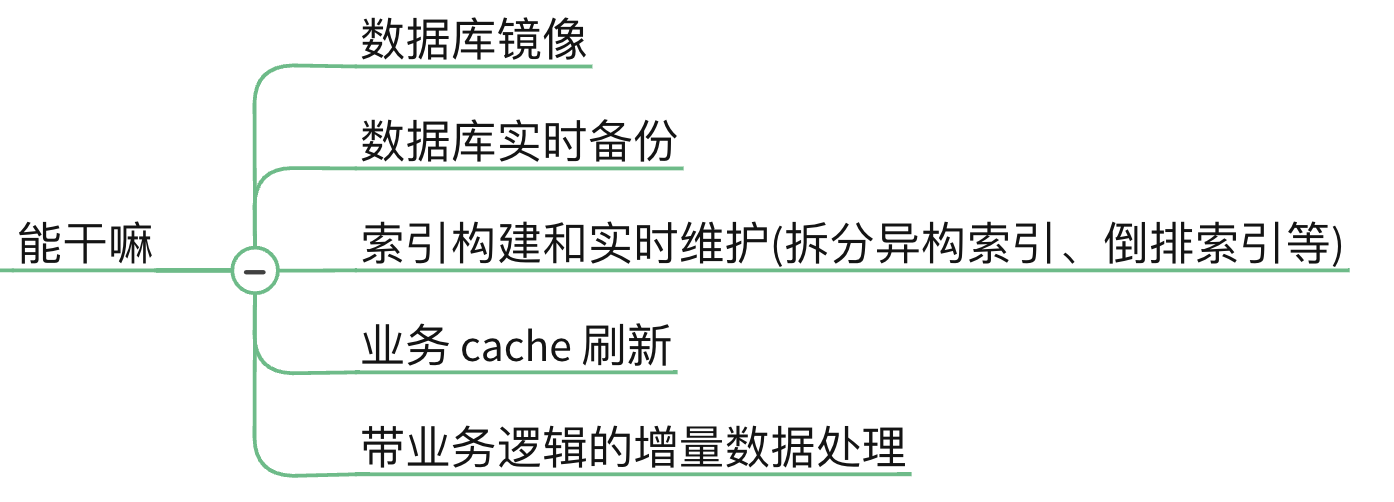 数据库镜像
数据库实时备份
能干嘛
索引构建和实时维护(拆分异构索引、倒排索引等)
业务 cache 刷新
带业务逻辑的增量数据处理